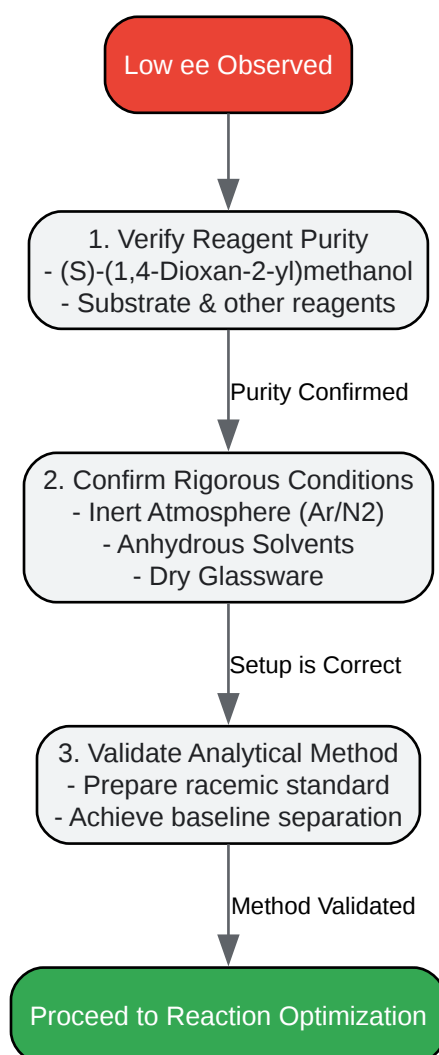 Low ee Observed
1. Verify Reagent Purity
- (S)-(1,4-Dioxan-2-yl)methanol
- Substrate & other reagents
Purity Confirmed
2. Confirm Rigorous Conditions
- Inert Atmosphere (Ar/N2)
- Anhydrous Solvents
- Dry Glassware
Setup is Correct
3. Validate Analytical Method
- Prepare racemic standard
- Achieve baseline separation
Method Validated
Proceed to Reaction Optimization